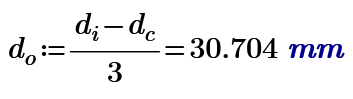 d_o := (d_i − d_c) / 3 = 30.704 mm